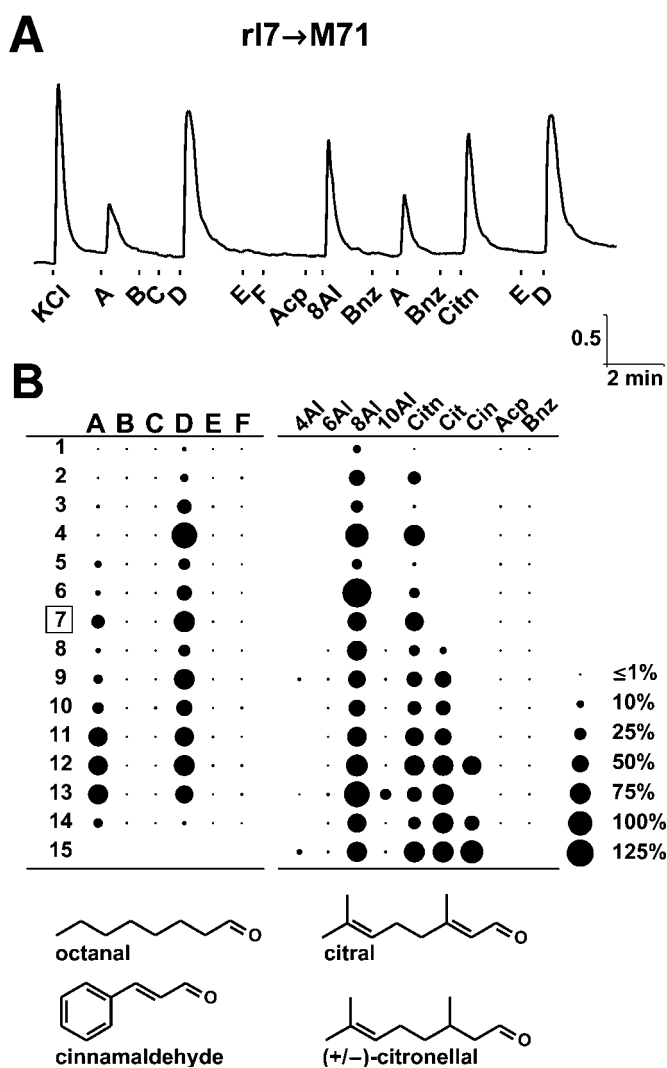 A
rI7→M71
KCl A B C D E F Acp 8Al Bnz A Bnz Citn E D
0.5
2 min
B
A B C D E F 4Al 6Al 8Al 10Al Citn Cit Cin Acp Bnz
1
2
3
4
5
6
7
8
9 ≤1%
10 10%
11 25%
12 50%
13 75%
14 100%
15 125%
octanal citral
cinnamaldehyde (+/−)-citronellal
O
O
O
O